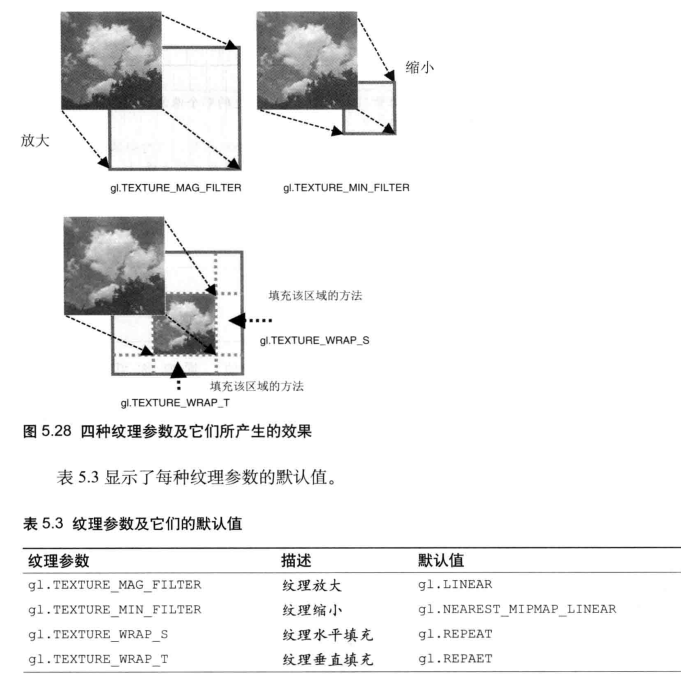 缩小
放大
gl.TEXTURE_MAG_FILTER
gl.TEXTURE_MIN_FILTER
填充该区域的方法
gl.TEXTURE_WRAP_S
填充该区域的方法
gl.TEXTURE_WRAP_T
图 5.28 四种纹理参数及它们所产生的效果
表 5.3 显示了每种纹理参数的默认值。
表 5.3 纹理参数及它们的默认值
纹理参数 描述 默认值
gl.TEXTURE_MAG_FILTER 纹理放大 gl.LINEAR
gl.TEXTURE_MIN_FILTER 纹理缩小 gl.NEAREST_MIPMAP_LINEAR
gl.TEXTURE_WRAP_S 纹理水平填充 gl.REPEAT
gl.TEXTURE_WRAP_T 纹理垂直填充 gl.REPAET